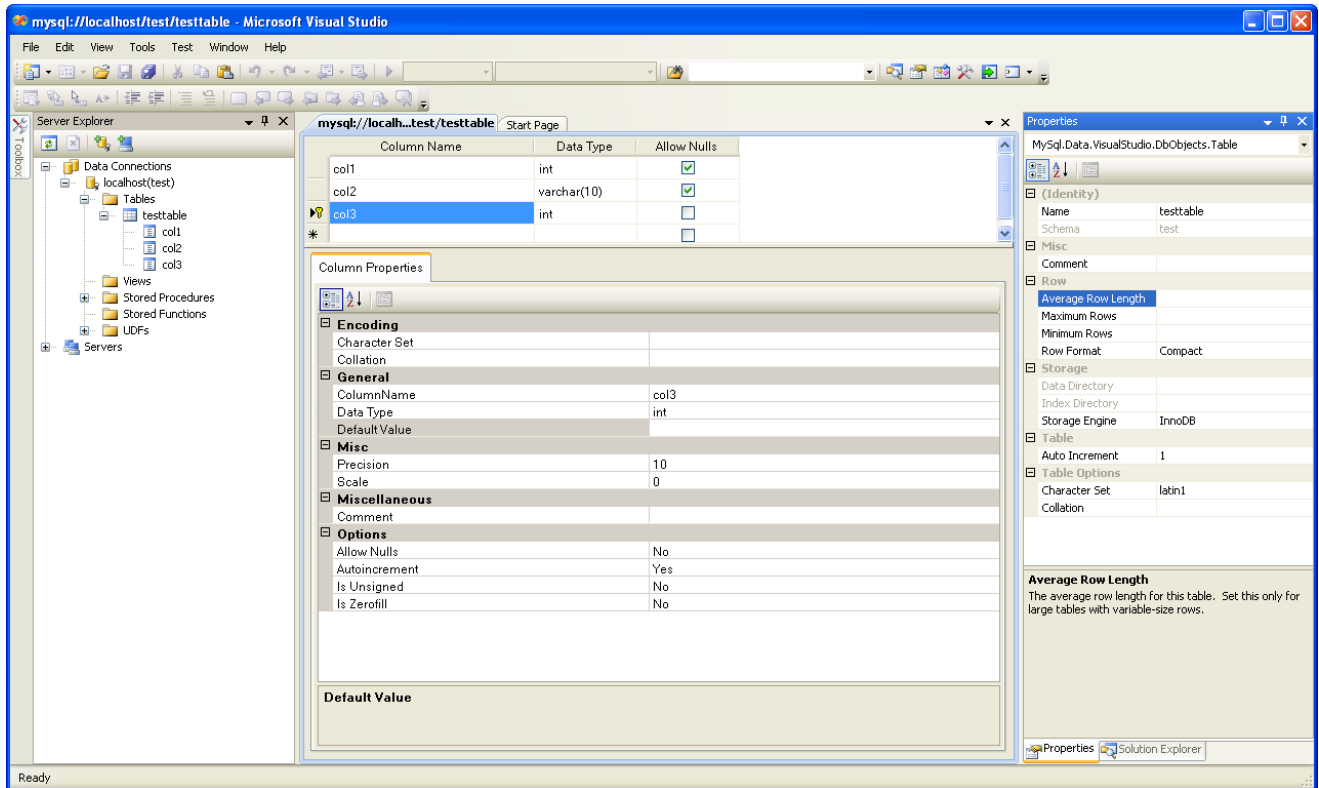 mysql://localhost/test/testtable - Microsoft Visual Studio
File Edit View Tools Test Window Help
Toolbox
Server Explorer
Data Connections
localhost(test)
Tables
testtable
col1
col2
col3
Views
Stored Procedures
Stored Functions
UDFs
Servers
mysql://localh...test/testtable Start Page
Column Name Data Type Allow Nulls
col1 int
col2 varchar(10)
col3 int
Column Properties
Encoding
Character Set
Collation
General
ColumnName col3
Data Type int
Default Value
Misc
Precision 10
Scale 0
Miscellaneous
Comment
Options
Allow Nulls No
Autoincrement Yes
Is Unsigned No
Is Zerofill No
Default Value
Properties
MySql.Data.VisualStudio.DbObjects.Table
(Identity)
Name testtable
Schema test
Misc
Comment
Row
Average Row Length
Maximum Rows
Minimum Rows
Row Format Compact
Storage
Data Directory
Index Directory
Storage Engine InnoDB
Table
Auto Increment 1
Table Options
Character Set latin1
Collation
Average Row Length
The average row length for this table. Set this only for
large tables with variable-size rows.
Properties Solution Explorer
Ready